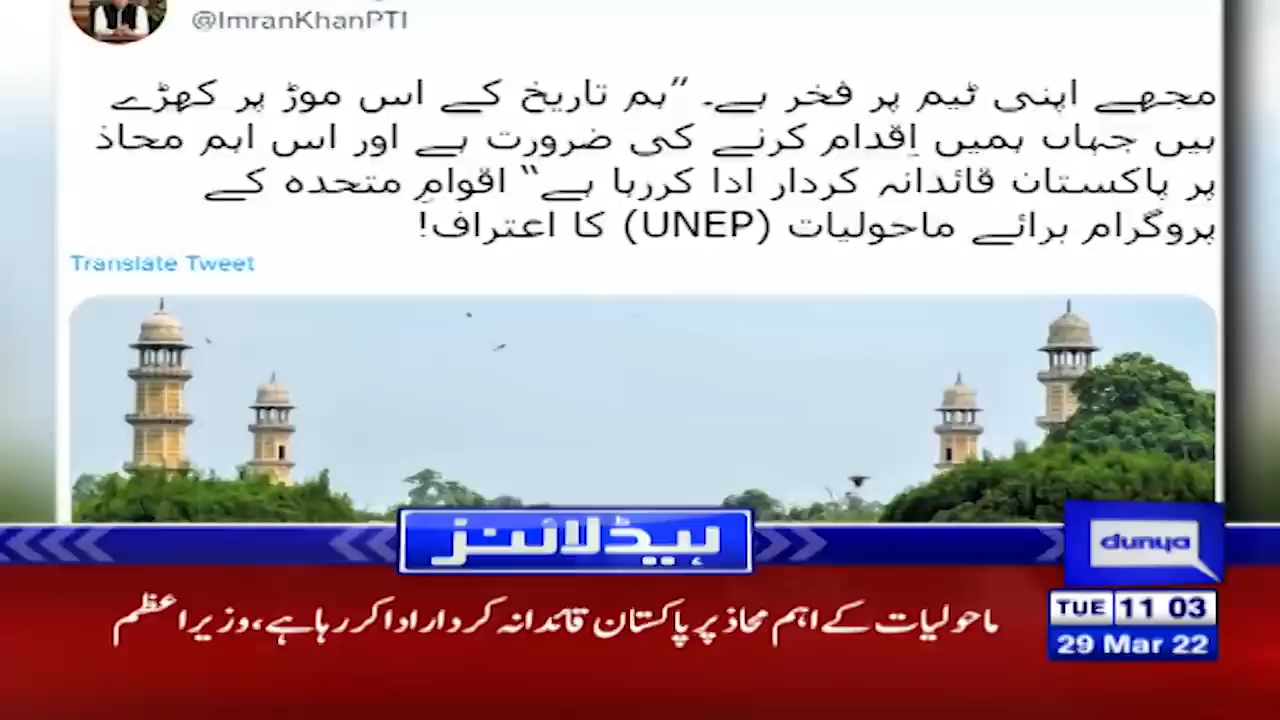 @ImranKhanPTI
مجھے اپنی ٹیم پر فخر ہے۔ ”ہم تاریخ کے اس موڑ پر کھڑے
ہیں جہاں ہمیں اِقدام کرنے کی ضرورت ہے اور اس اہم محاذ
پر پاکستان قائدانہ کردار ادا کررہا ہے“ اقوامِ متحدہ کے
پروگرام برائے ماحولیات (UNEP) کا اعتراف!
Translate Tweet
ہیڈلائنز
dunya
ماحولیات کے اہم محاذ پر پاکستان قائدانہ کردار ادا کر رہا ہے، وزیراعظم
TUE 11 03
29 Mar 22